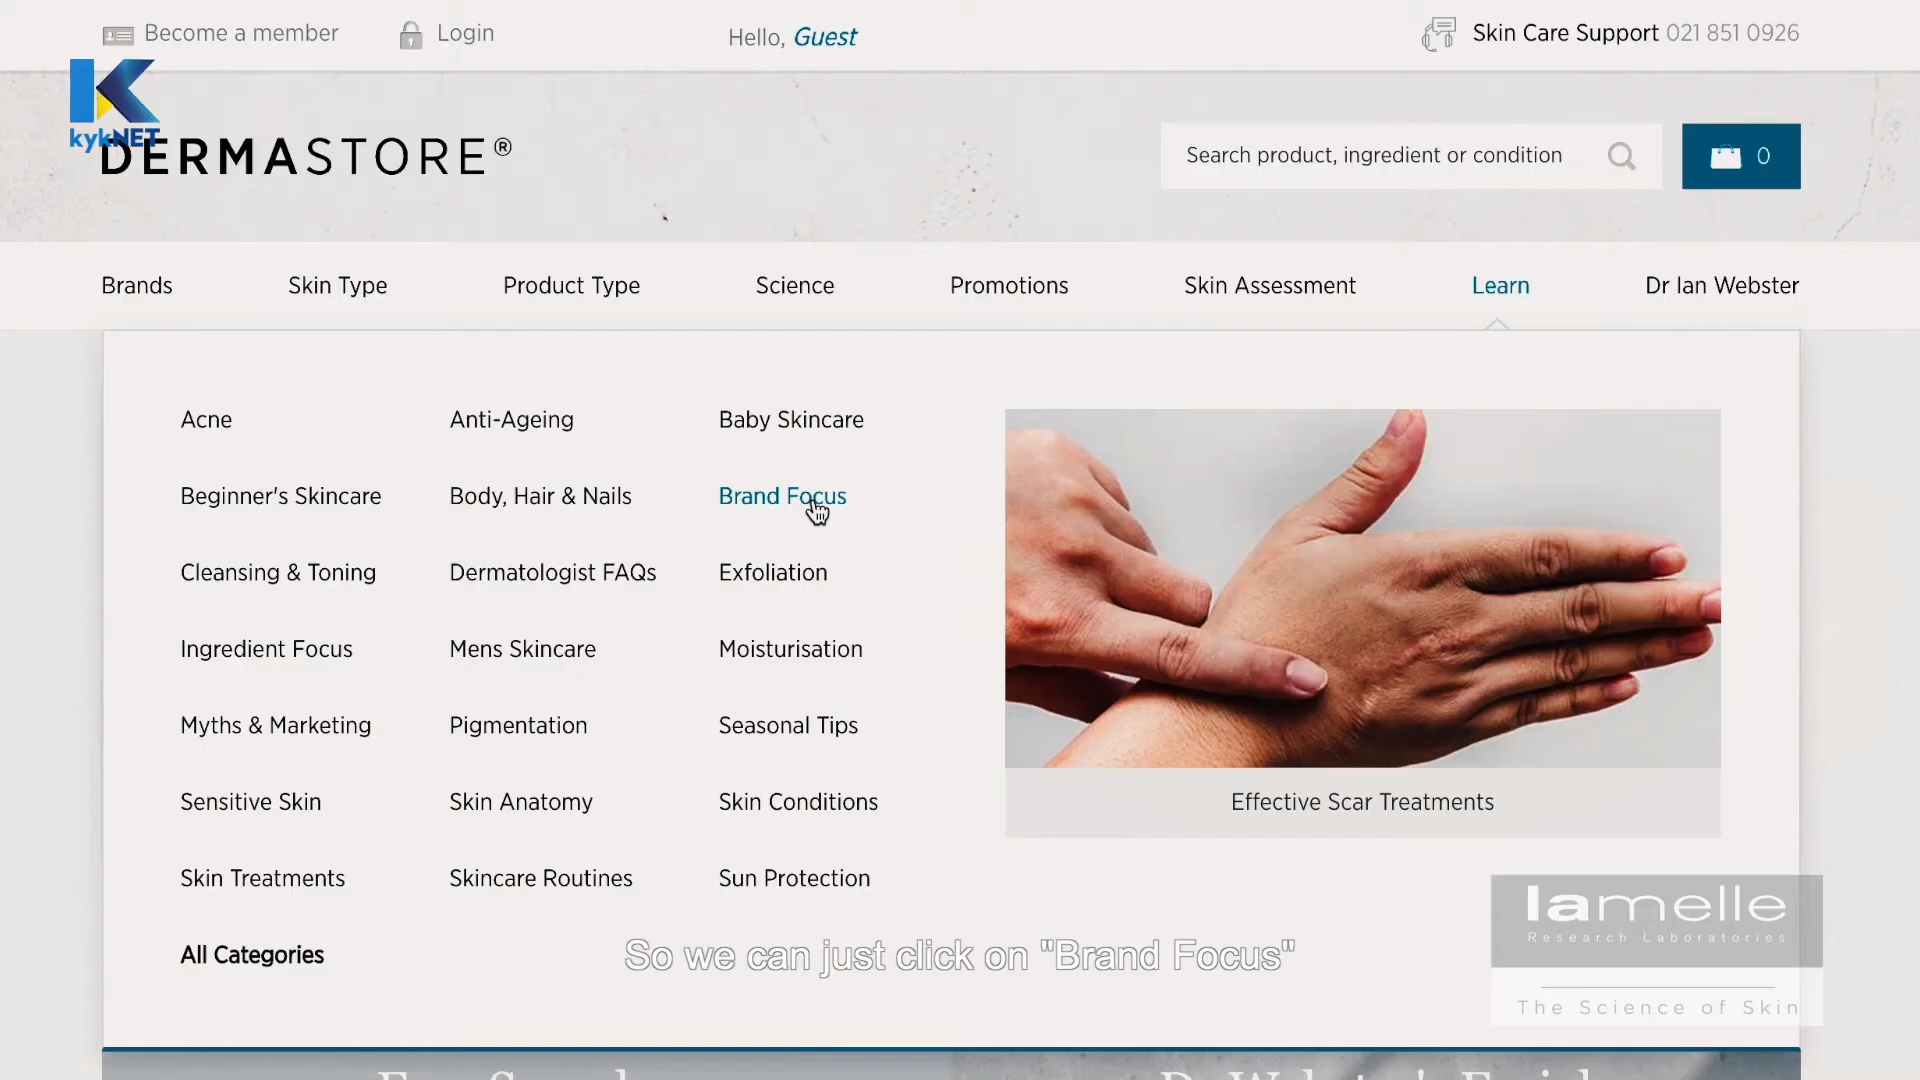 Become a member
Login
Hello, Guest
Skin Care Support 021 851 0926
kykNET
DERMASTORE®
Search product, ingredient or condition
0
Brands
Skin Type
Product Type
Science
Promotions
Skin Assessment
Learn
Dr Ian Webster
Acne
Anti-Ageing
Baby Skincare
Beginner's Skincare
Body, Hair & Nails
Brand Focus
Cleansing & Toning
Dermatologist FAQs
Exfoliation
Ingredient Focus
Mens Skincare
Moisturisation
Myths & Marketing
Pigmentation
Seasonal Tips
Sensitive Skin
Skin Anatomy
Skin Conditions
Effective Scar Treatments
Skin Treatments
Skincare Routines
Sun Protection
All Categories
So we can just click on "Brand Focus"
lamelle
Research Laboratories
The Science of Skin